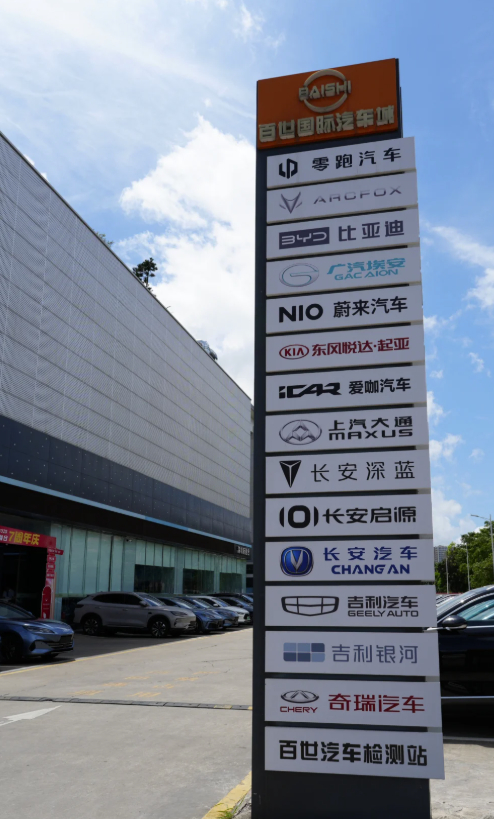 BAISHI
百世国际汽车城
零跑汽车
ARCFOX
BYD 比亚迪
广汽埃安
GAC AION
NIO 蔚来汽车
KIA 东风悦达·起亚
iCAR 爱咖汽车
上汽大通
MAXUS
长安深蓝
长安启源
长安汽车
CHANGAN
吉利汽车
GEELY AUTO
吉利银河
CHERY 奇瑞汽车
百世汽车检测站
7周年庆